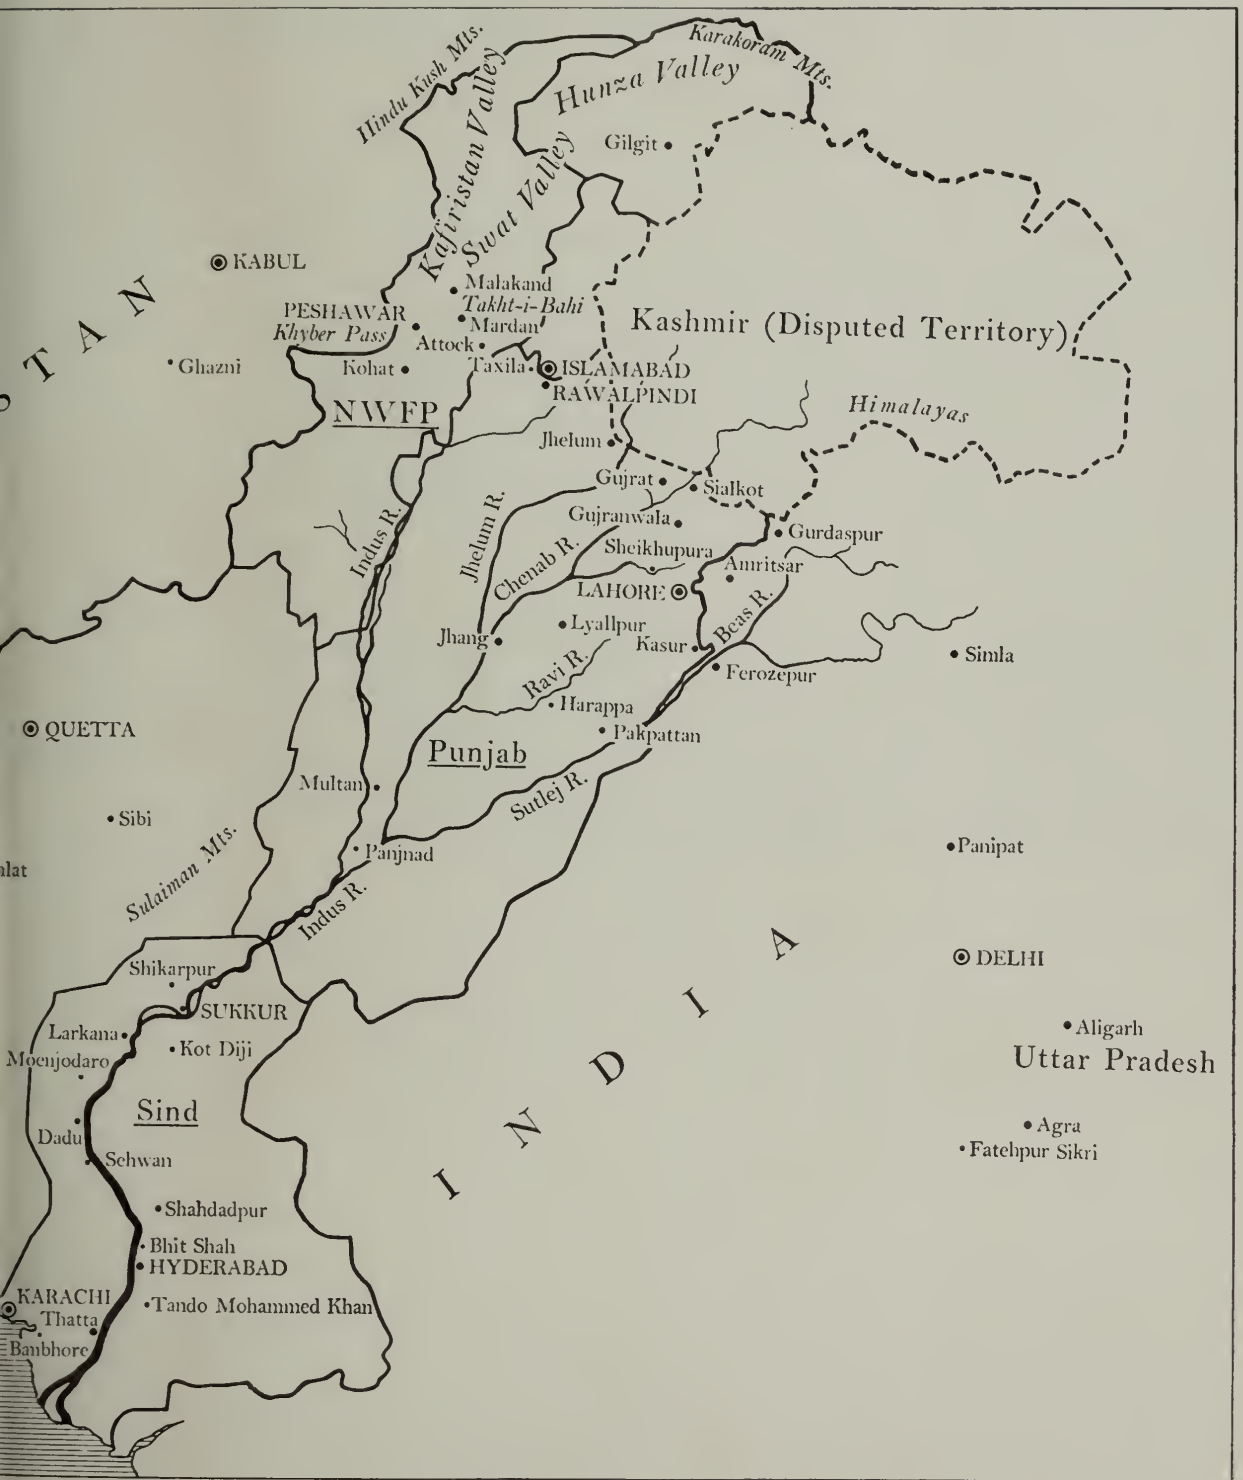 Hindu Kush Mts.
Kafiristan Valley
Swat Valley
Hunza Valley
Karakoram Mts.
Gilgit
KABUL
TAN
Malakand
Takht-i-Bahi
Mardan
PESHAWAR
Khyber Pass
Attock
Ghazni
Kohat
Taxila
ISLAMABAD
RAWALPINDI
Kashmir (Disputed Territory)
Himalayas
NWFP
Jhelum
Gujrat
Sialkot
Indus R.
Jhelum R.
Gujranwala
Gurdaspur
Chenab R.
Sheikhupura
Amritsar
LAHORE
Beas R.
Lyallpur
Jhang
Kasur
Simla
Ravi R.
Ferozepur
Harappa
QUETTA
Pakpattan
Punjab
Multan
Sutlej R.
Sibi
Panjnad
Panipat
alat
Sulaiman Mts.
Indus R.
INDIA
DELHI
Shikarpur
SUKKUR
Larkana
Kot Diji
Moenjodaro
Aligarh
Uttar Pradesh
Sind
Dadu
Agra
Sehwan
Fatehpur Sikri
Shahdadpur
Bhit Shah
HYDERABAD
KARACHI
Tando Mohammed Khan
Thatta
Banbhore